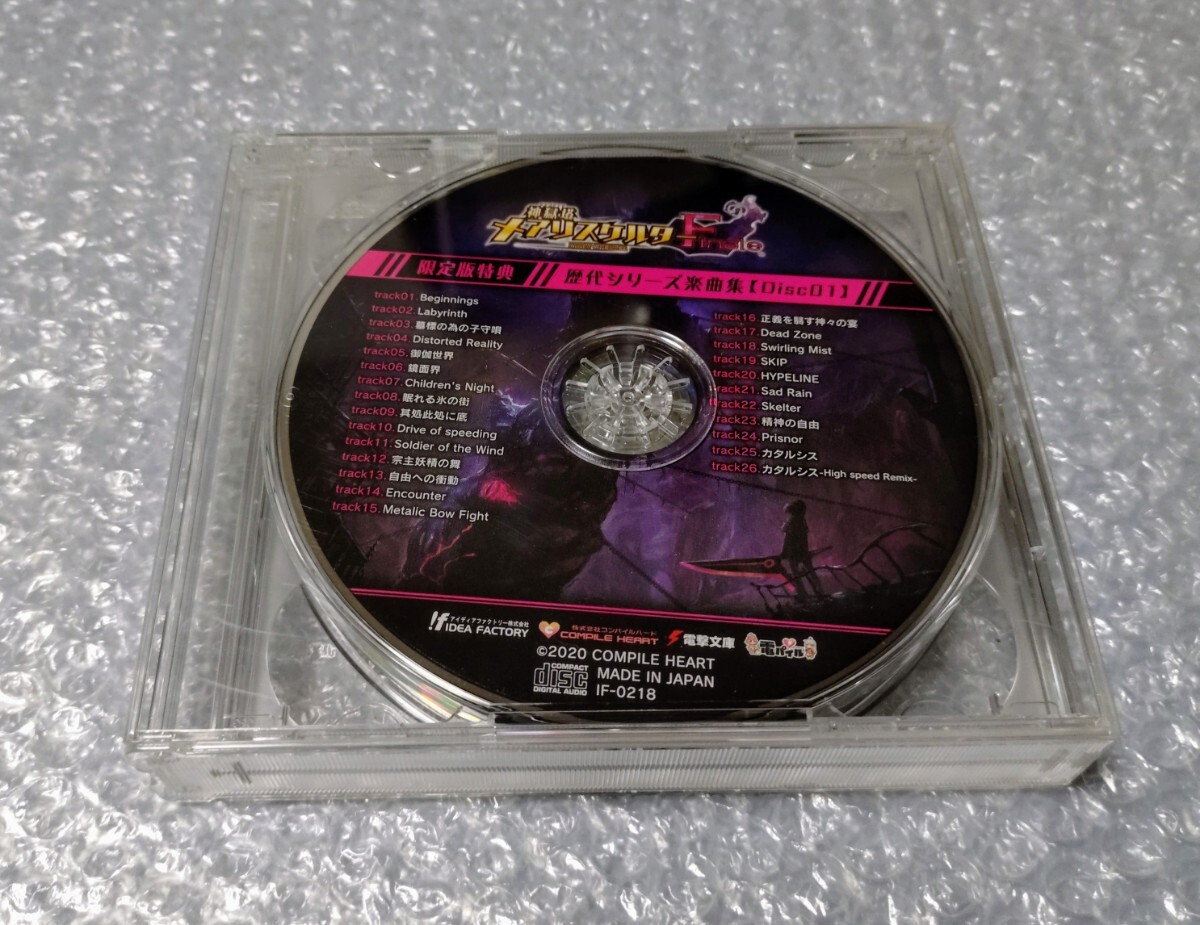 神獄塔
メアリスケルター Finale
限定版特典 歴代シリーズ楽曲集【Disc01】
track01.Beginnings
track02.Labyrinth
track03.墓標の為の子守唄
track04.Distorted Reality
track05.御伽世界
track06.鏡面界
track07.Children's Night
track08.眠れる氷の街
track09.其処此処に底
track10.Drive of speeding
track11.Soldier of the Wind
track12.宗主妖精の舞
track13.自由への衝動
track14.Encounter
track15.Metalic Bow Fight
track16.正義を翳す神々の宴
track17.Dead Zone
track18.Swirling Mist
track19.SKIP
track20.HYPELINE
track21.Sad Rain
track22.Skelter
track23.精神の自由
track24.Prisnor
track25.カタルシス
track26.カタルシス-High speed Remix-
アイディアファクトリー株式会社
IDEA FACTORY
株式会社コンパイルハート
COMPILE HEART
電撃文庫
電パイル
©2020 COMPILE HEART
COMPACT disc DIGITAL AUDIO
MADE IN JAPAN
IF-0218